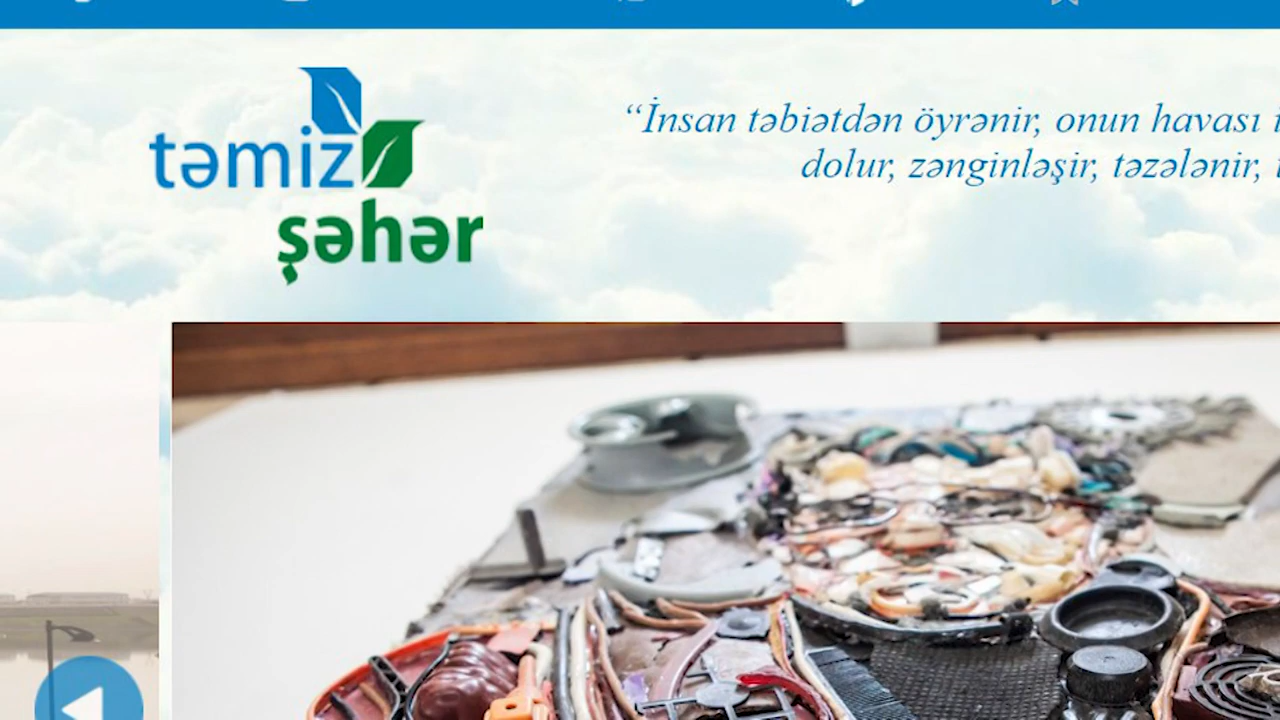 təmiz
şəhər
“İnsan təbiətdən öyrənir, onun havası
dolur, zənginləşir, təzələnir,